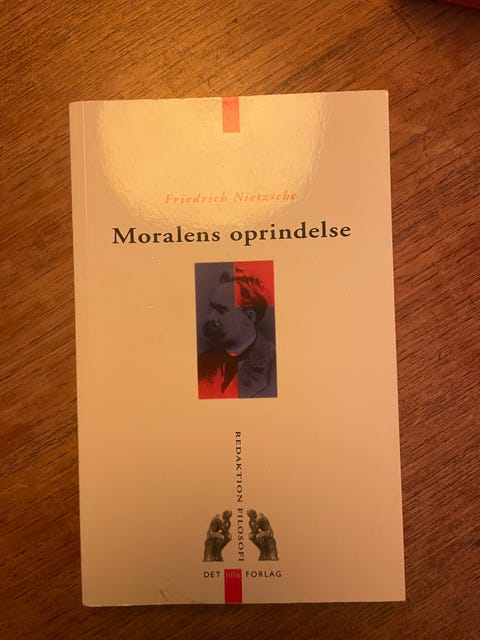 Friedrich Nietzsche
Moralens oprindelse
REDAKTION FILOSOFI
DET lille FORLAG